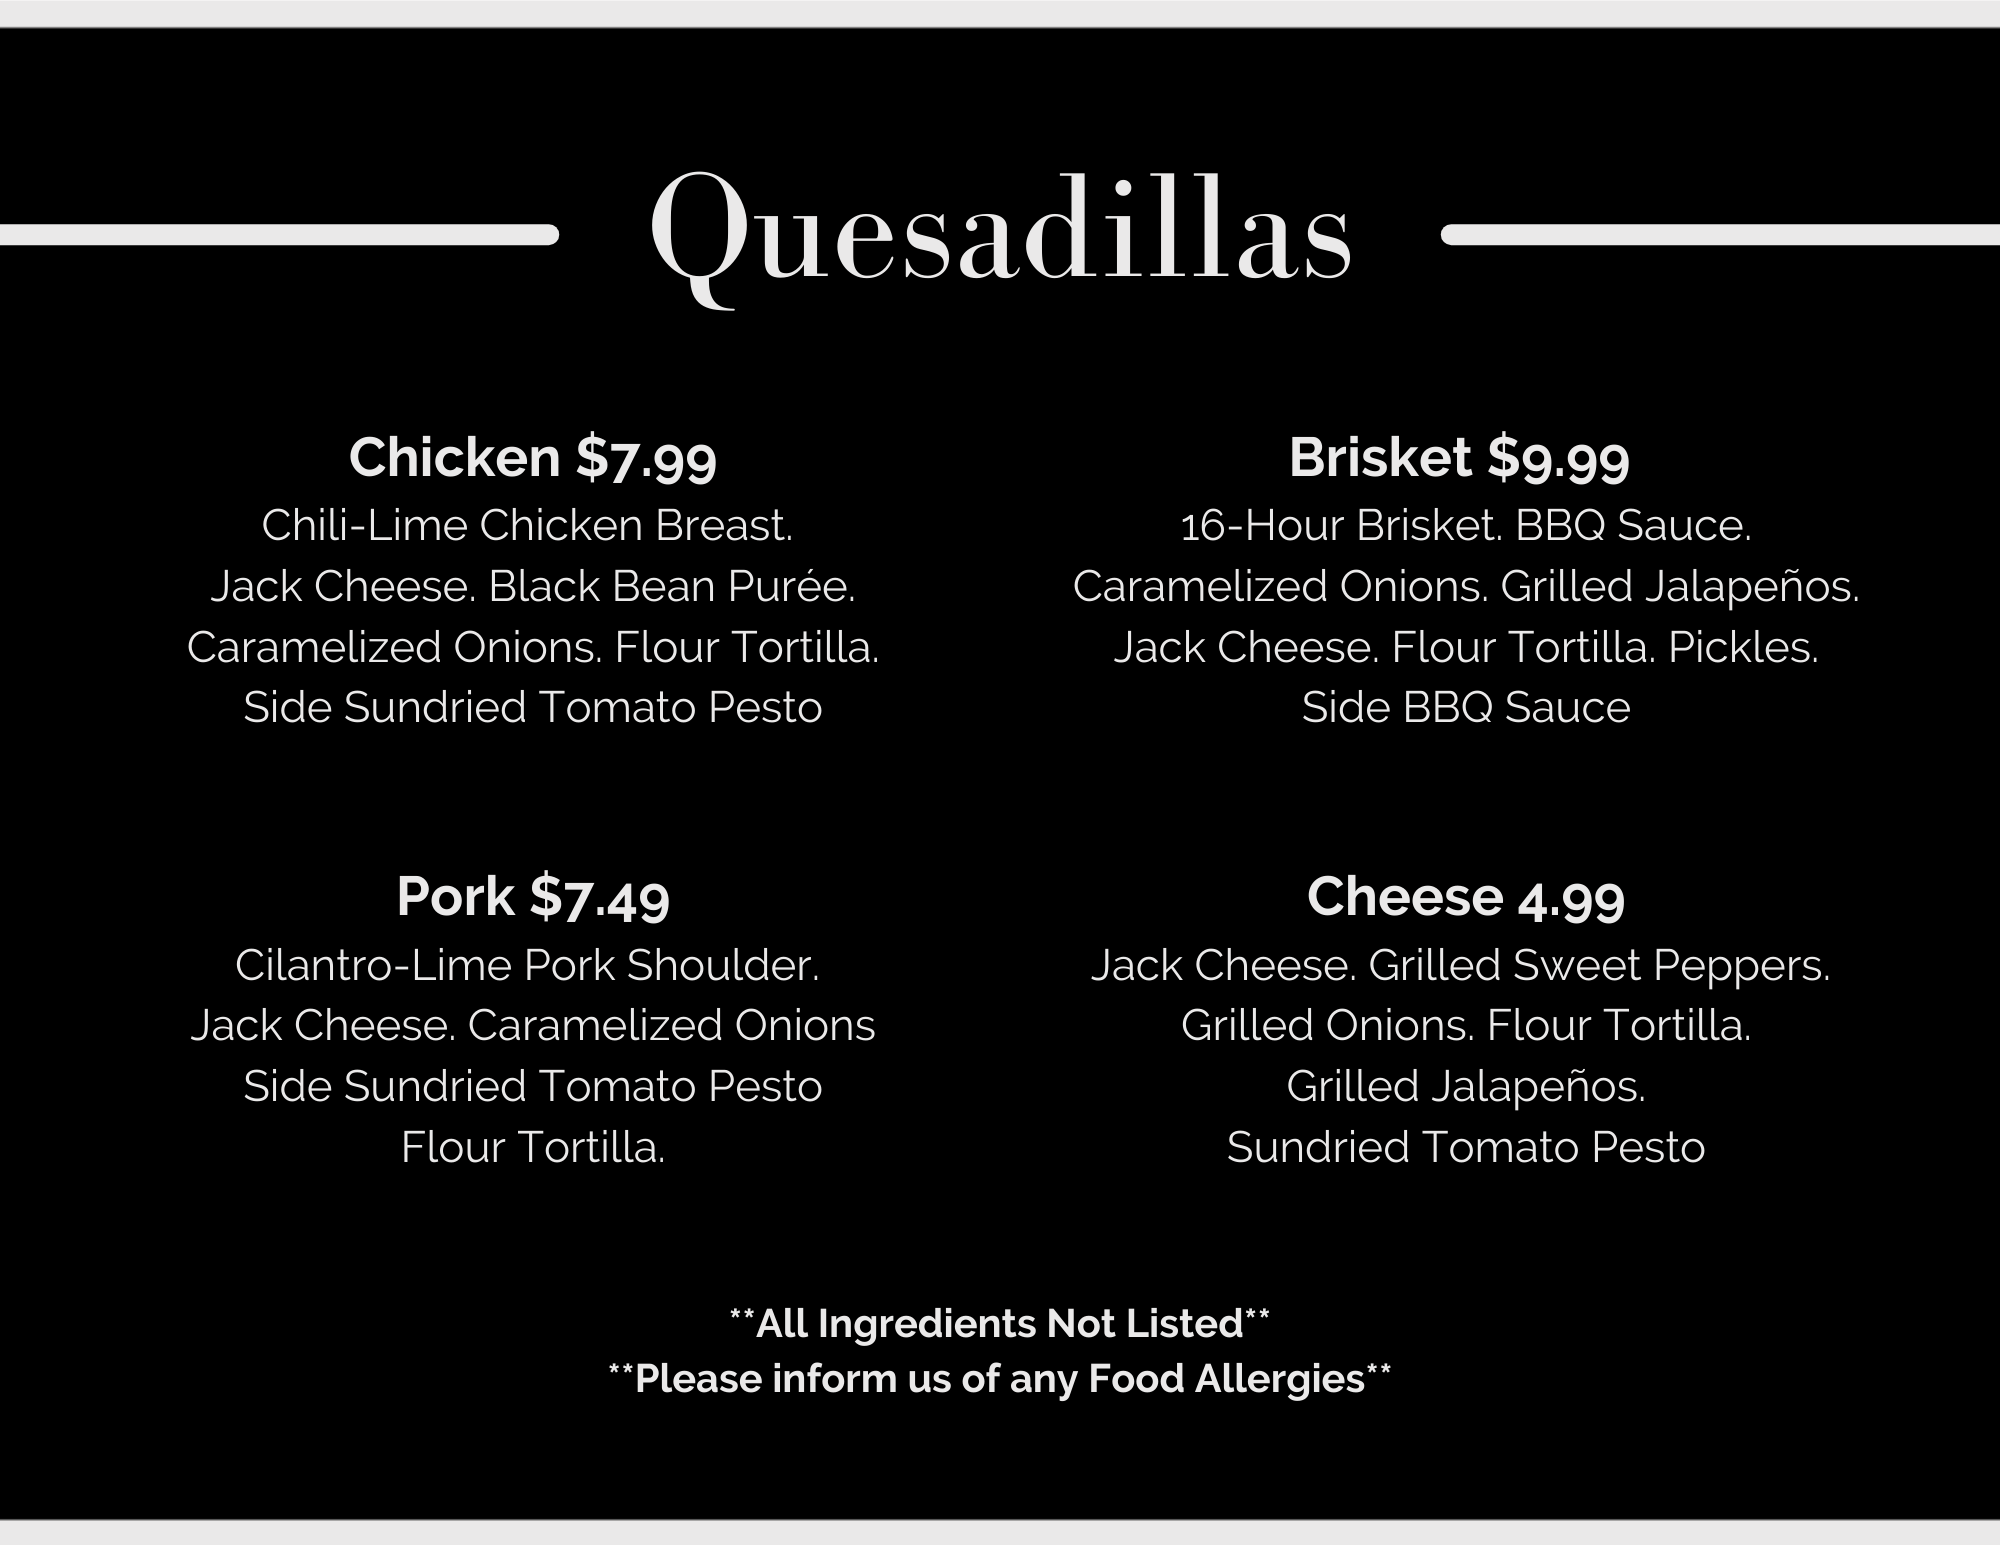 Quesadillas
Chicken $7.99
Chili-Lime Chicken Breast.
Jack Cheese. Black Bean Purée.
Caramelized Onions. Flour Tortilla.
Side Sundried Tomato Pesto
Brisket $9.99
16-Hour Brisket. BBQ Sauce.
Caramelized Onions. Grilled Jalapeños.
Jack Cheese. Flour Tortilla. Pickles.
Side BBQ Sauce
Pork $7.49
Cilantro-Lime Pork Shoulder.
Jack Cheese. Caramelized Onions
Side Sundried Tomato Pesto
Flour Tortilla.
Cheese 4.99
Jack Cheese. Grilled Sweet Peppers.
Grilled Onions. Flour Tortilla.
Grilled Jalapeños.
Sundried Tomato Pesto
**All Ingredients Not Listed**
**Please inform us of any Food Allergies**